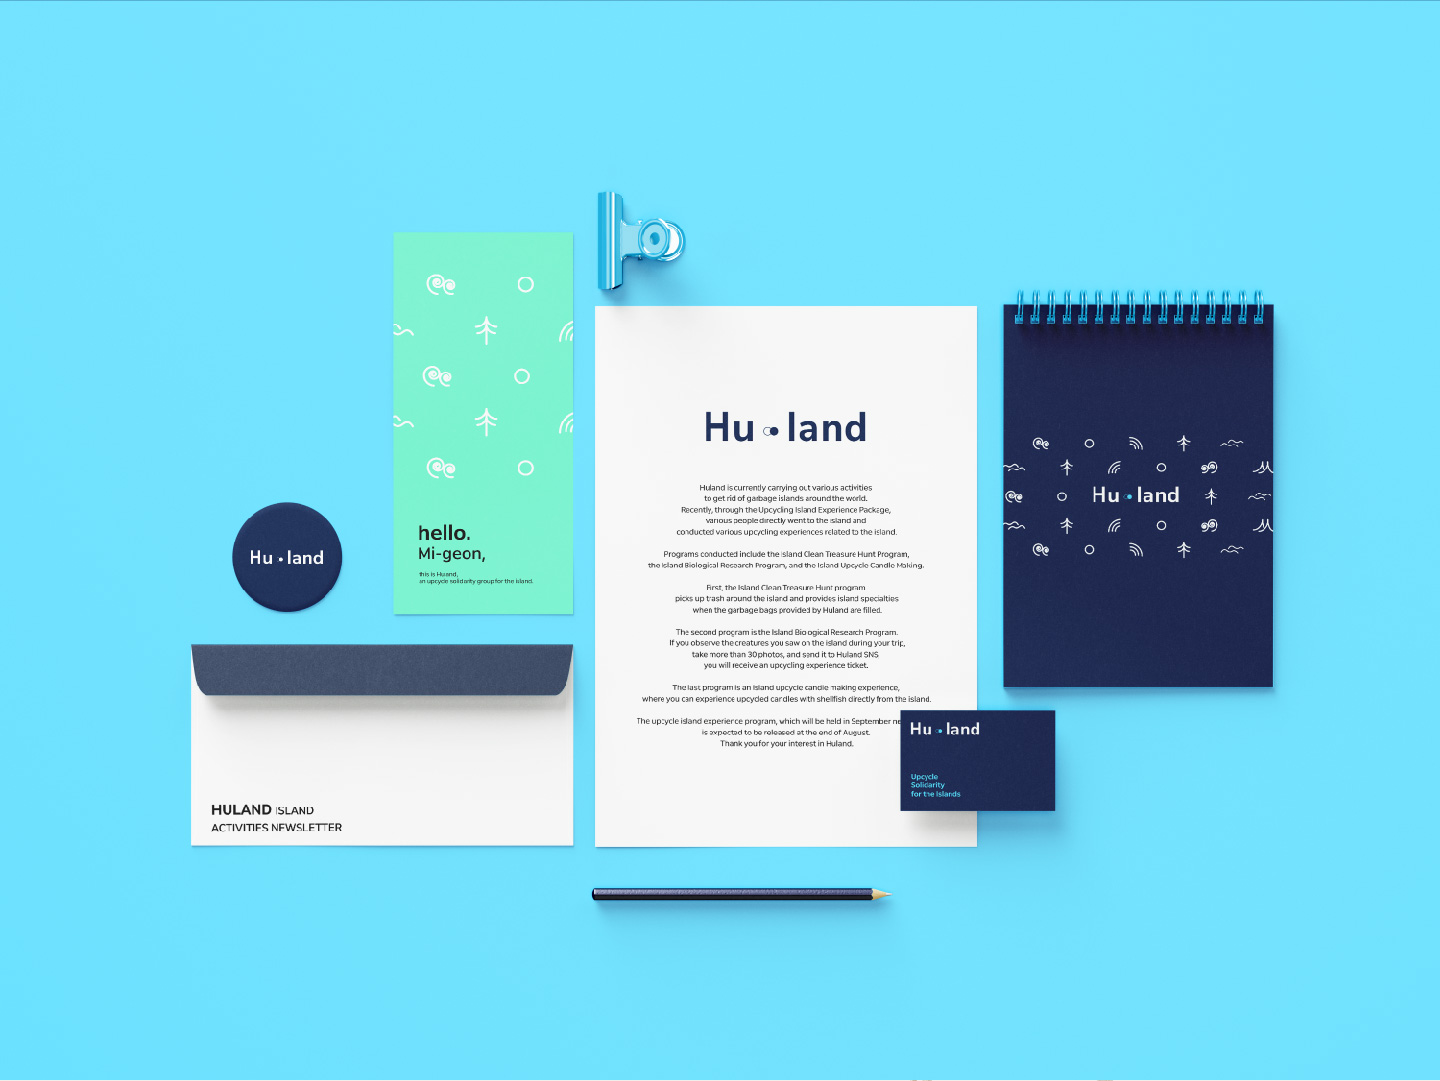 hello.
Mi-geon,
this is Huland,
an upcycle solidarity group for the island.
Hu land
HULAND ISLAND
ACTIVITIES NEWSLETTER
Hu land
Huland is currently carrying out various activities
to get rid of garbage islands around the world.
Recently, through the Upcycling Island Experience Package,
various people directly went to the island and
conducted various upcycling experiences related to the island.
Programs conducted include the Island Clean Treasure Hunt Program,
the Island Biological Research Program, and the Island Upcycle Candle Making.
First, the Island Clean Treasure Hunt program
picks up trash around the island and provides island specialties
when the garbage bags provided by Huland are filled.
The second program is the Island Biological Research Program.
If you observe the creatures you saw on the island during your trip,
take more than 30 photos, and send it to Huland SNS,
you will receive an upcycling experience ticket.
The last program is an island upcycle candle making experience,
where you can experience upcycled candles with shellfish directly from the island.
The upcycle island experience program, which will be held in September
is expected to be released at the end of August.
Thank you for your interest in Huland.
Hu land
Hu land
Upcycle
Solidarity
for the Islands